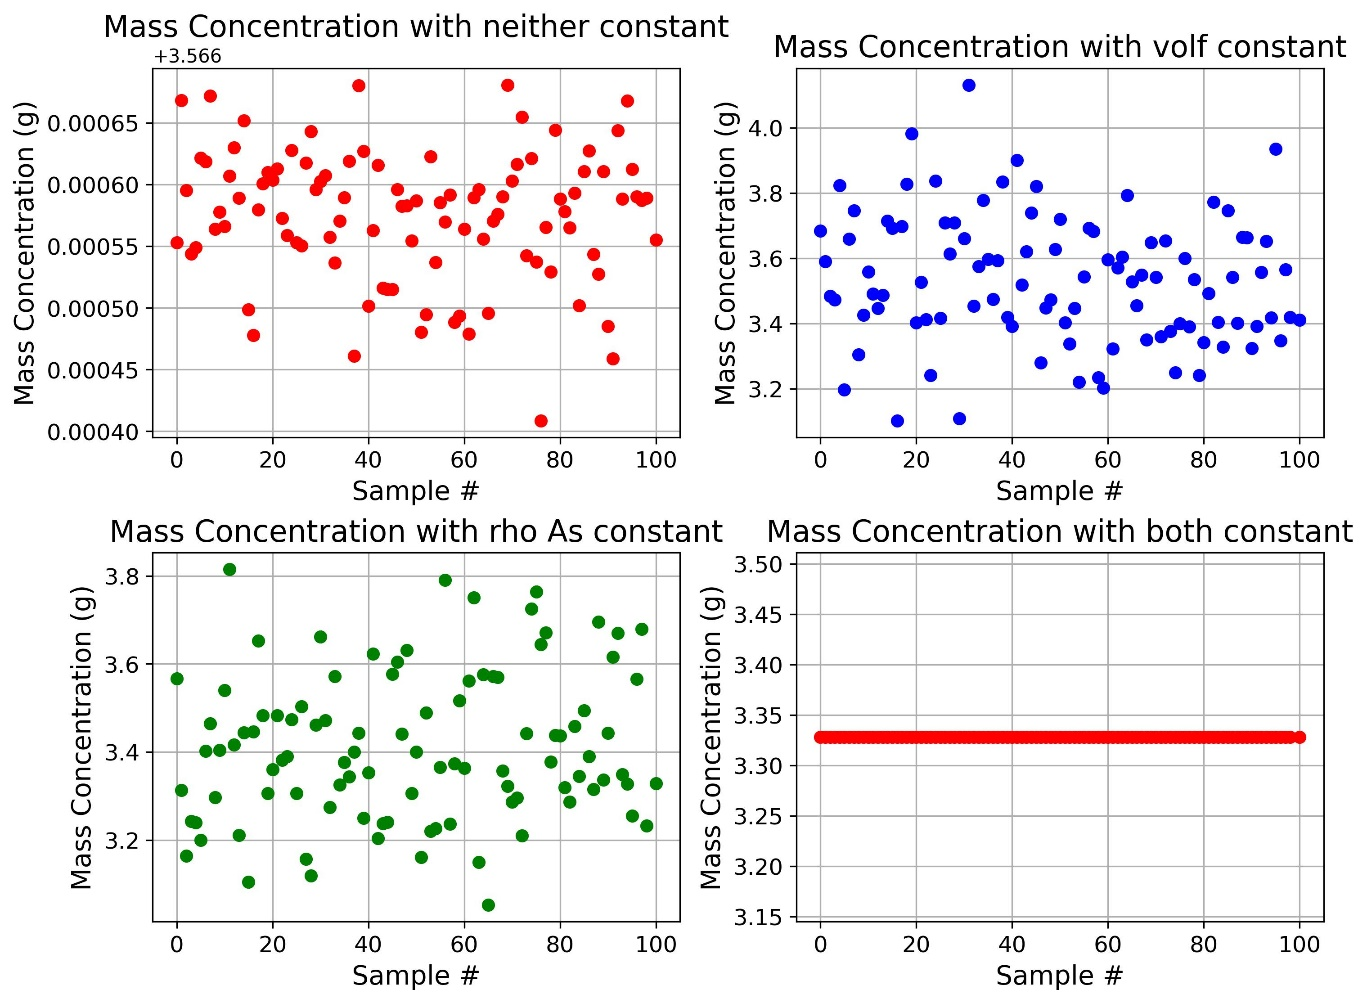 Mass Concentration with neither constant
+3.566
Mass Concentration (g)
0.00065
0.00060
0.00055
0.00050
0.00045
0.00040
0 20 40 60 80 100
Sample #
Mass Concentration with volf constant
Mass Concentration (g)
4.0
3.8
3.6
3.4
3.2
0 20 40 60 80 100
Sample #
Mass Concentration with rho As constant
Mass Concentration (g)
3.8
3.6
3.4
3.2
0 20 40 60 80 100
Sample #
Mass Concentration with both constant
Mass Concentration (g)
3.50
3.45
3.40
3.35
3.30
3.25
3.20
3.15
0 20 40 60 80 100
Sample #